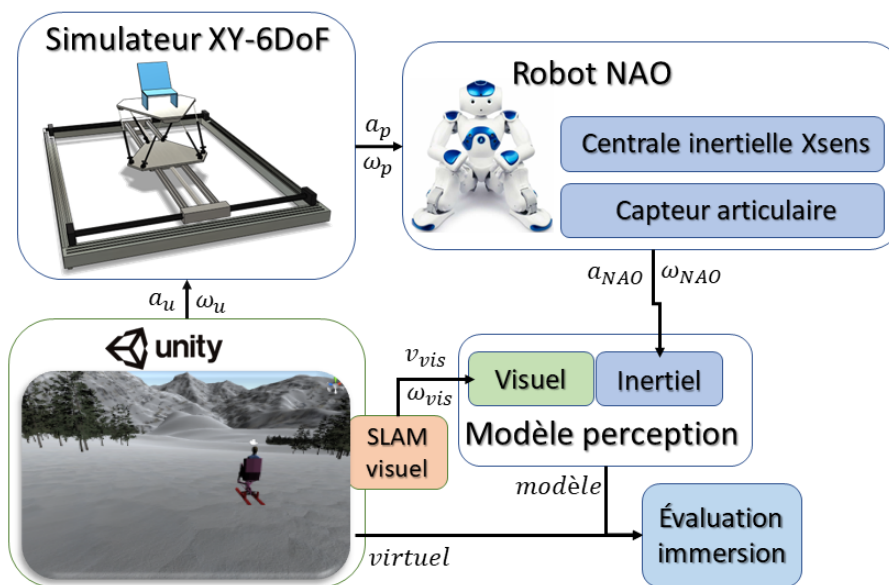 Simulateur XY-6DoF
Robot NAO
a_p
ω_p
Centrale inertielle Xsens
Capteur articulaire
a_NAO ω_NAO
a_u ω_u
unity
v_vis
ω_vis
Visuel
Inertiel
SLAM
visuel
Modèle perception
modèle
virtuel
Évaluation
immersion